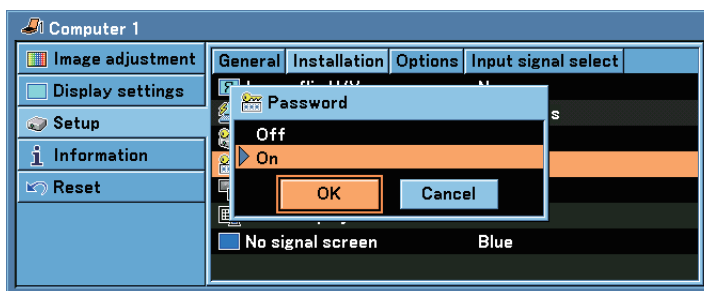 Computer 1
Image adjustment
Display settings
Setup
Information
Reset
General Installation Options Input signal select
Password
Off
On
OK Cancel
No signal screen Blue